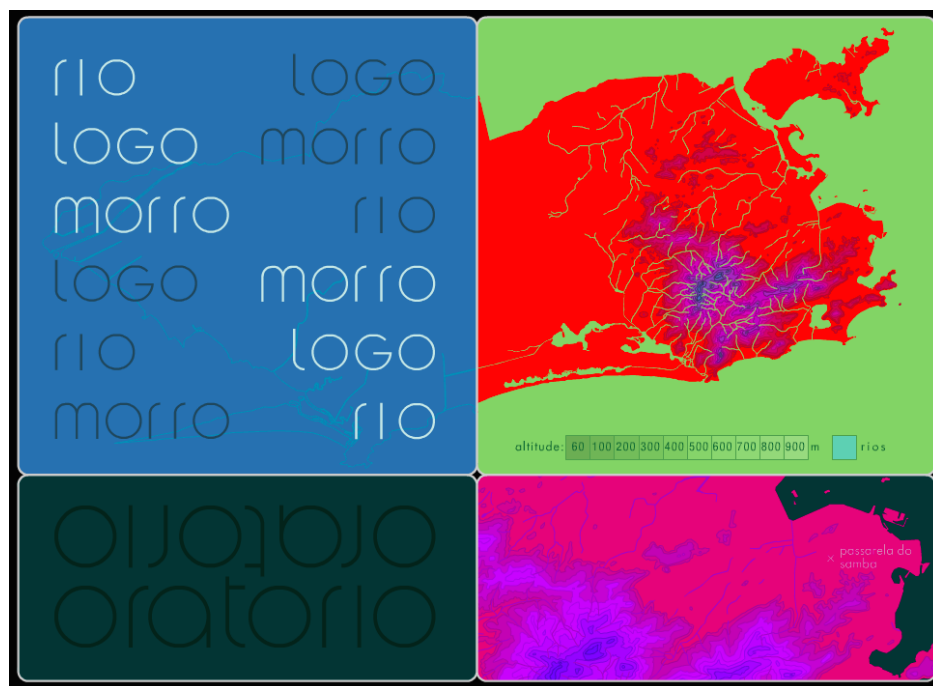 rio logo
logo morro
morro rio
logo morro
rio logo
morro rio
altitude: 60 100 200 300 400 500 600 700 800 900 m rios
oratorio
oratorio
passarela do
samba